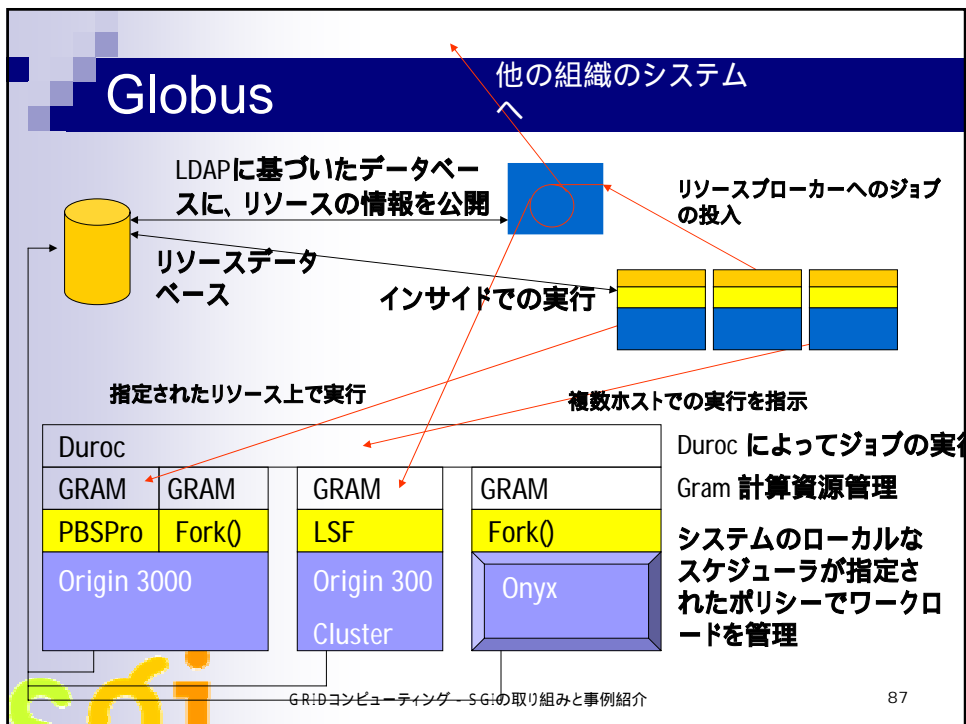 Globus
他の組織のシステム
へ
LDAPに基づいたデータベー
スに、リソースの情報を公開
リソースブローカーへのジョブ
の投入
リソースデータ
ベース
インサイドでの実行
指定されたリソース上で実行
複数ホストでの実行を指示
Duroc
Duroc によってジョブの実行
GRAM
GRAM
GRAM
GRAM
Gram 計算資源管理
PBSPro
Fork()
LSF
Fork()
システムのローカルな
スケジューラが指定さ
れたポリシーでワークロ
ードを管理
Origin 3000
Origin 300
Cluster
Onyx
sgi
GRIDコンピューティング - SGIの取り組みと事例紹介
87